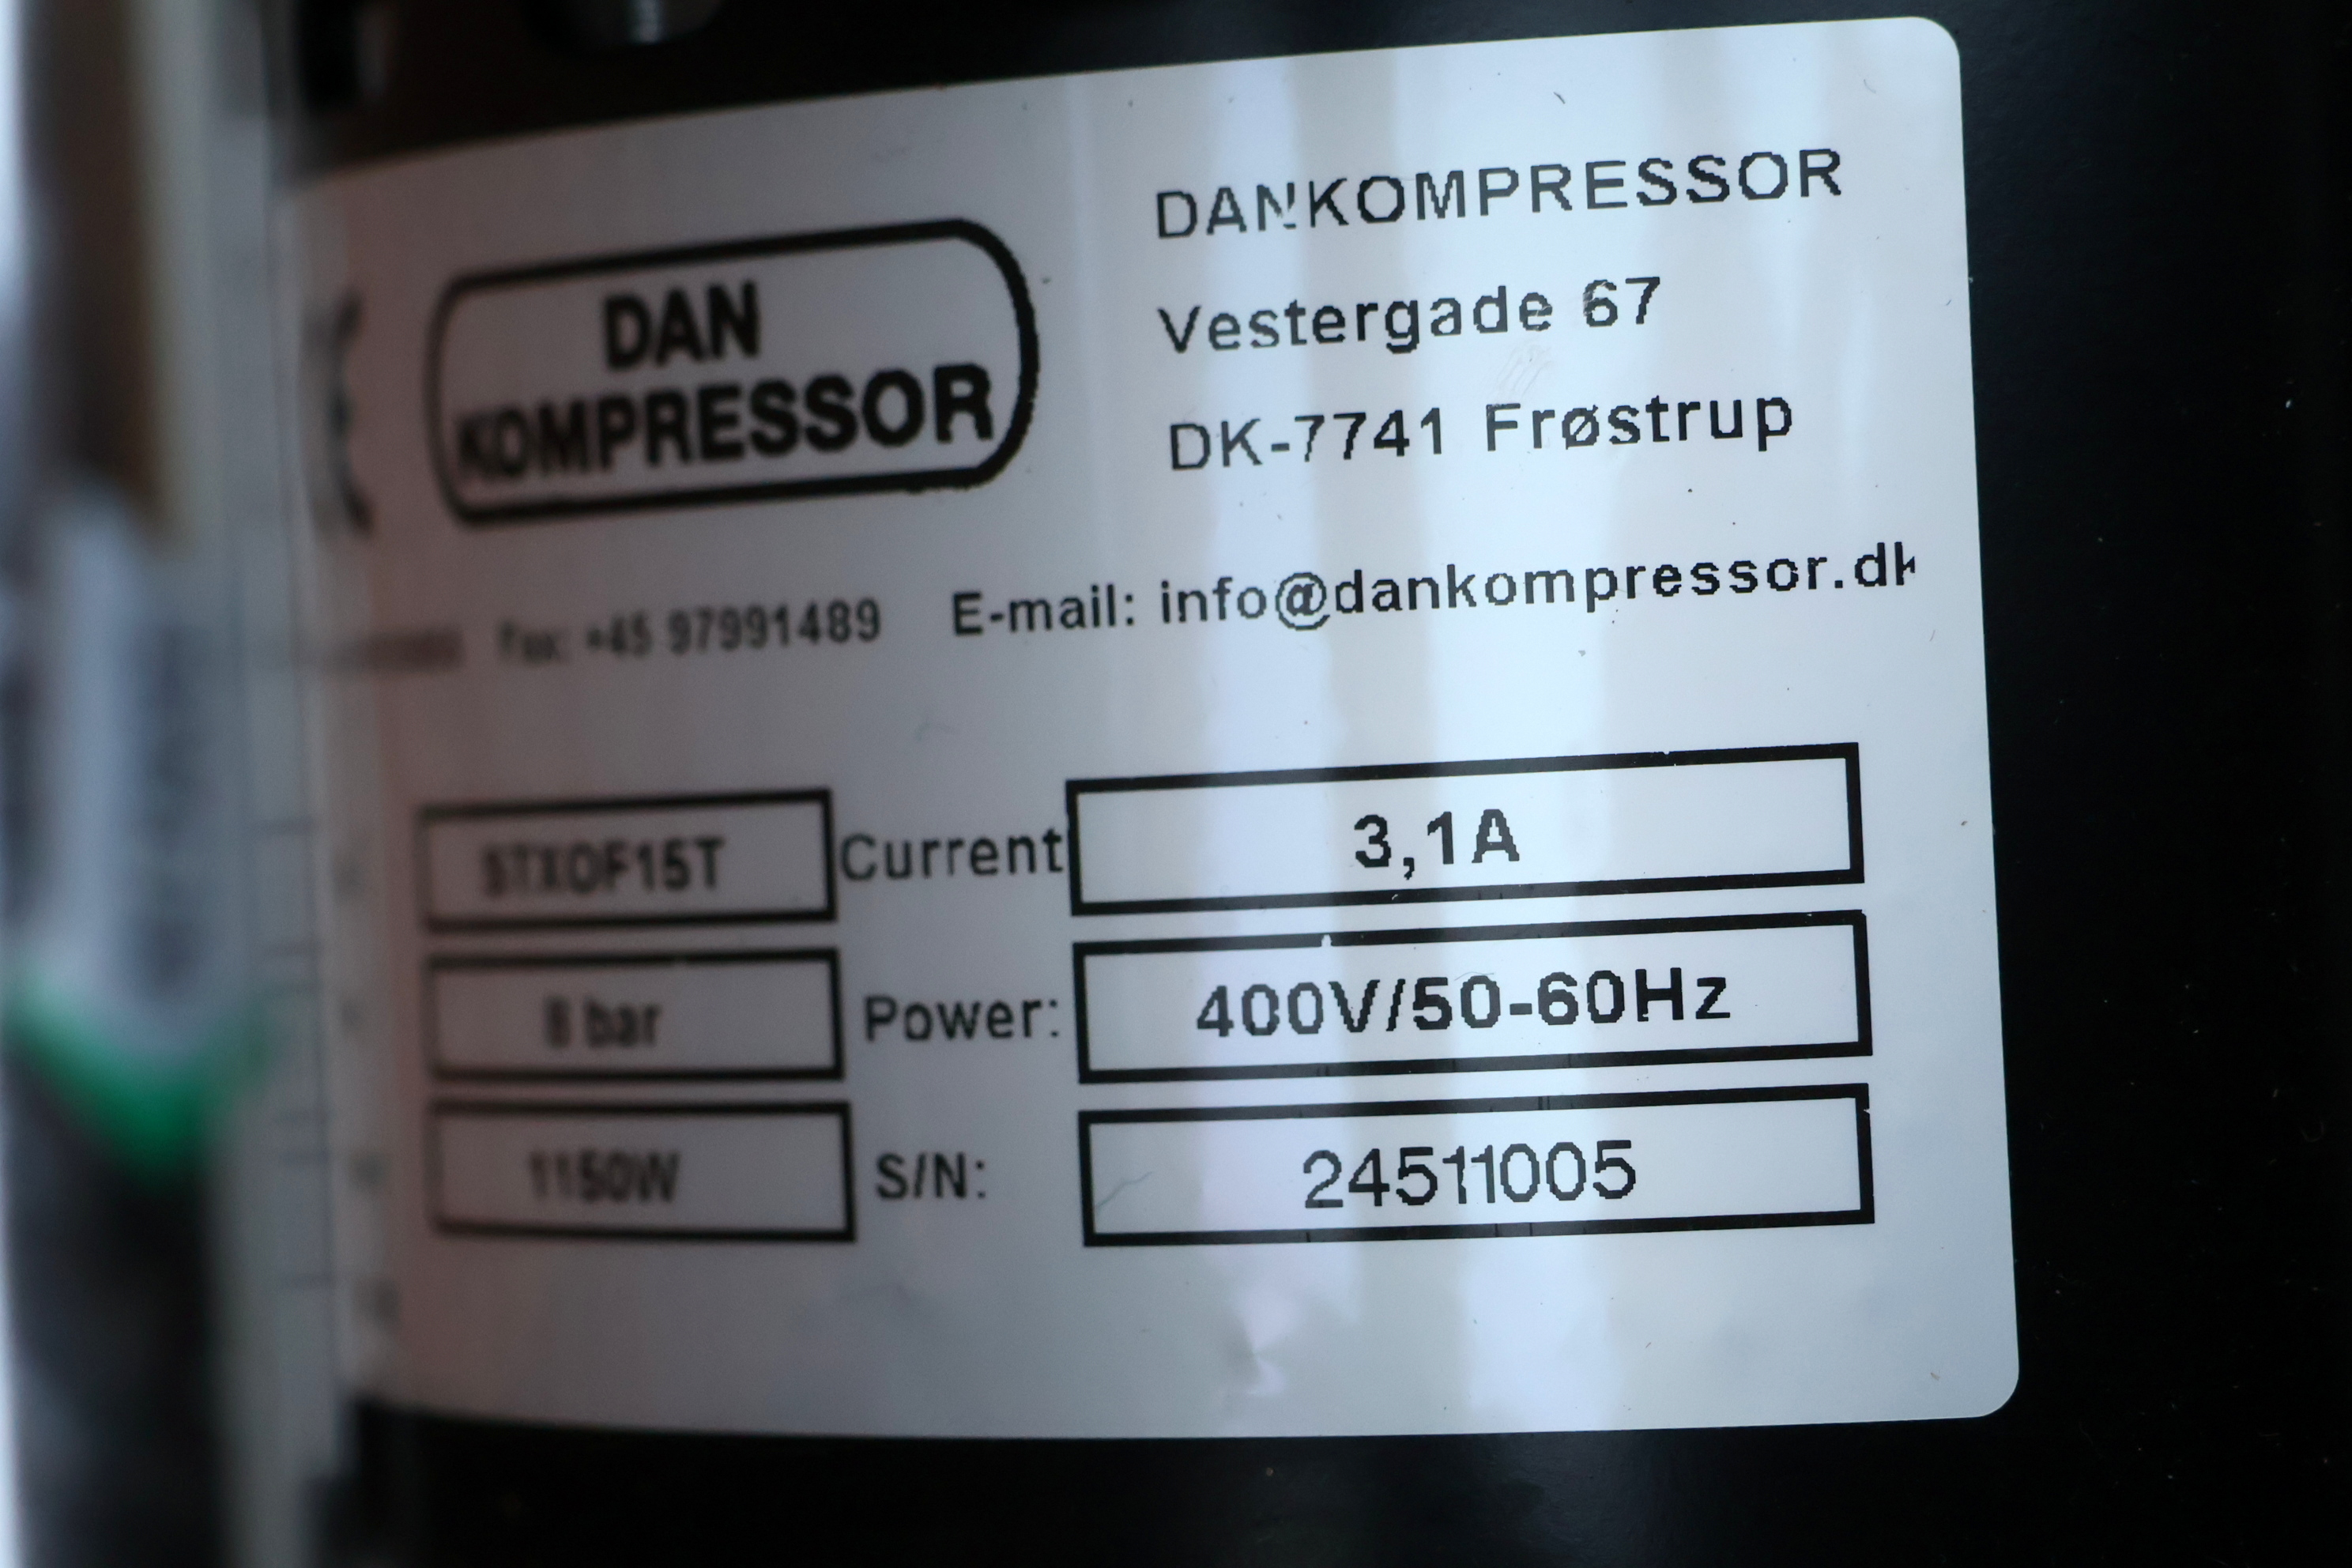 DANKOMPRESSOR
Vestergade 67
DK-7741 Frøstrup
DAN
KOMPRESSOR
Fax: +45 97991489 E-mail: info@dankompressor.dk
STXOF15T Current 3,1A
8 bar Power: 400V/50-60Hz
1150W S/N: 24511005